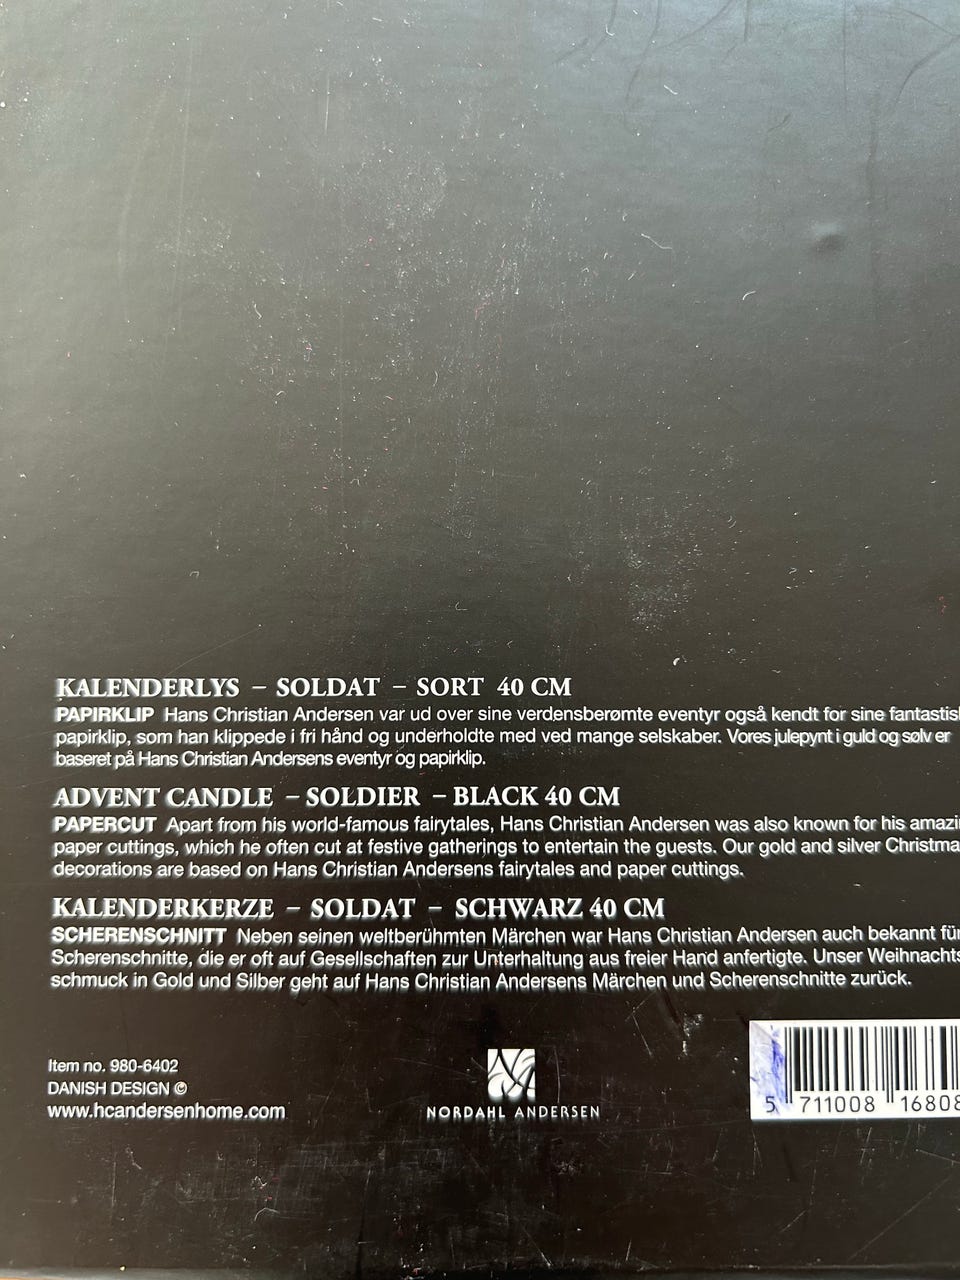 KALENDERLYS – SOLDAT – SORT 40 CM
PAPIRKLIP Hans Christian Andersen var ud over sine verdensberømte eventyr også kendt for sine
papirklip, som han klippede i fri hånd og underholdte med ved mange selskaber. Vores julepynt i guld og sølv er
baseret på Hans Christian Andersens eventyr og papirklip.
ADVENT CANDLE – SOLDIER – BLACK 40 CM
PAPERCUT Apart from his world-famous fairytales, Hans Christian Andersen was also known for his
paper cuttings, which he often cut at festive gatherings to entertain the guests. Our gold and silver
decorations are based on Hans Christian Andersens fairytales and paper cuttings.
KALENDERKERZE – SOLDAT – SCHWARZ 40 CM
SCHERENSCHNITT Neben seinen weltberühmten Märchen war Hans Christian Andersen auch bekannt für
Scherenschnitte, die er oft auf Gesellschaften zur Unterhaltung aus freier Hand anfertigte. Unser Weihnachts
schmuck in Gold und Silber geht auf Hans Christian Andersens Märchen und Scherenschnitte zurück.
Item no. 980-6402
DANISH DESIGN ©
www.hcandersenhome.com
NORDAHL ANDERSEN
5 711008 16808